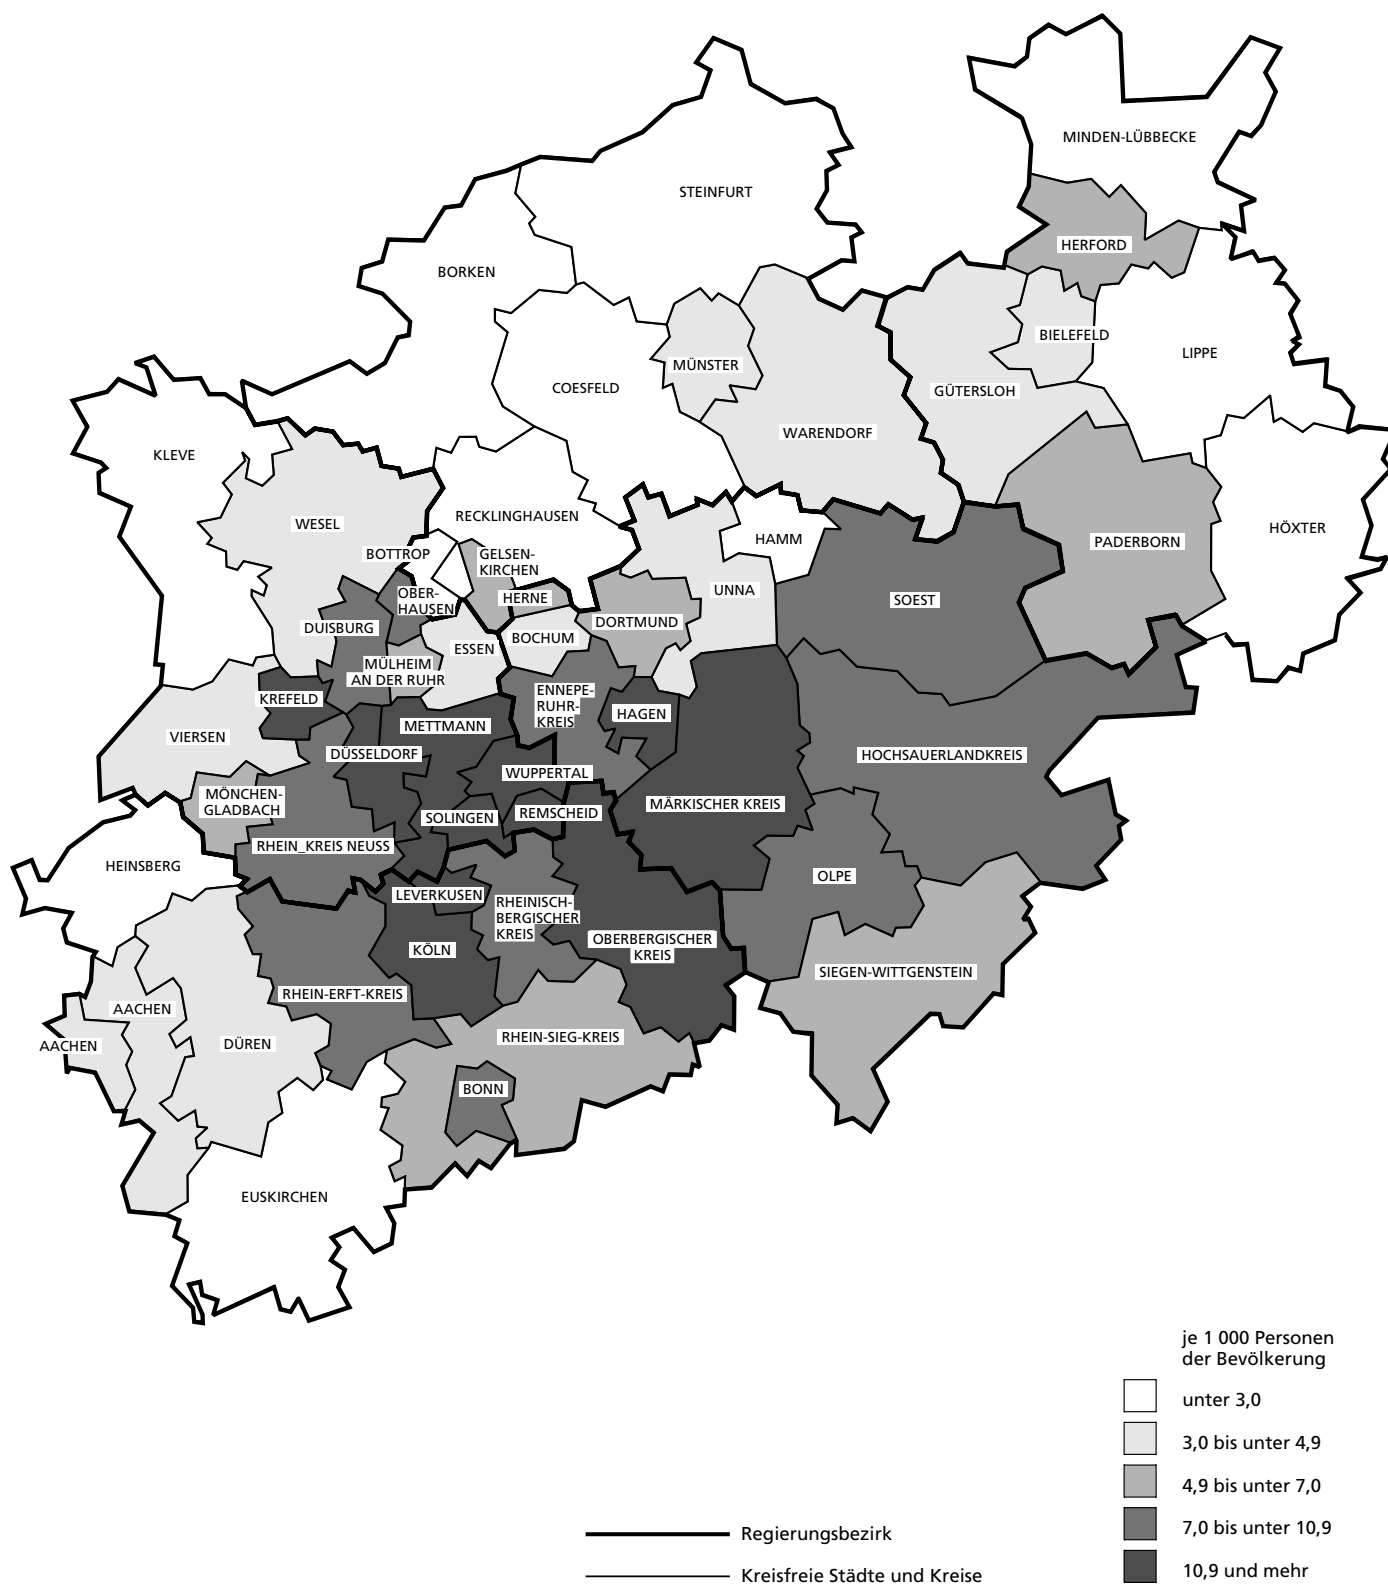 MINDEN-LÜBBECKE
STEINFURT
HERFORD
BORKEN
BIELEFELD
LIPPE
MÜNSTER
COESFELD
GÜTERSLOH
WARENDORF
KLEVE
RECKLINGHAUSEN
WESEL
HÖXTER
HAMM
PADERBORN
BOTTROP
GELSEN-
KIRCHEN
UNNA
OBER-
HAUSEN
HERNE
SOEST
DORTMUND
DUISBURG
BOCHUM
ESSEN
MÜLHEIM
AN DER RUHR
KREFELD
ENNEPE-
RUHR-
KREIS
HAGEN
METTMANN
VIERSEN
DÜSSELDORF
HOCHSAUERLANDKREIS
WUPPERTAL
MÖNCHEN-
GLADBACH
MÄRKISCHER KREIS
SOLINGEN
REMSCHEID
RHEIN_KREIS NEUSS
HEINSBERG
OLPE
LEVERKUSEN
RHEINISCH-
BERGISCHER
KREIS
OBERBERGISCHER
KREIS
KÖLN
SIEGEN-WITTGENSTEIN
RHEIN-ERFT-KREIS
AACHEN
RHEIN-SIEG-KREIS
AACHEN
DÜREN
BONN
EUSKIRCHEN
je 1 000 Personen
der Bevölkerung
unter 3,0
3,0 bis unter 4,9
4,9 bis unter 7,0
7,0 bis unter 10,9
10,9 und mehr
Regierungsbezirk
Kreisfreie Städte und Kreise